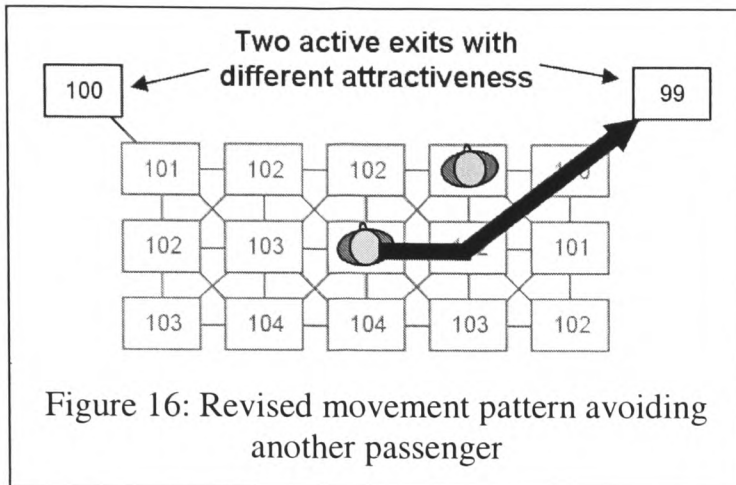 Two active exits with
different attractiveness
100
99
101 102 102
102 103 101
103 104 104 103 102
Figure 16: Revised movement pattern avoiding
another passenger